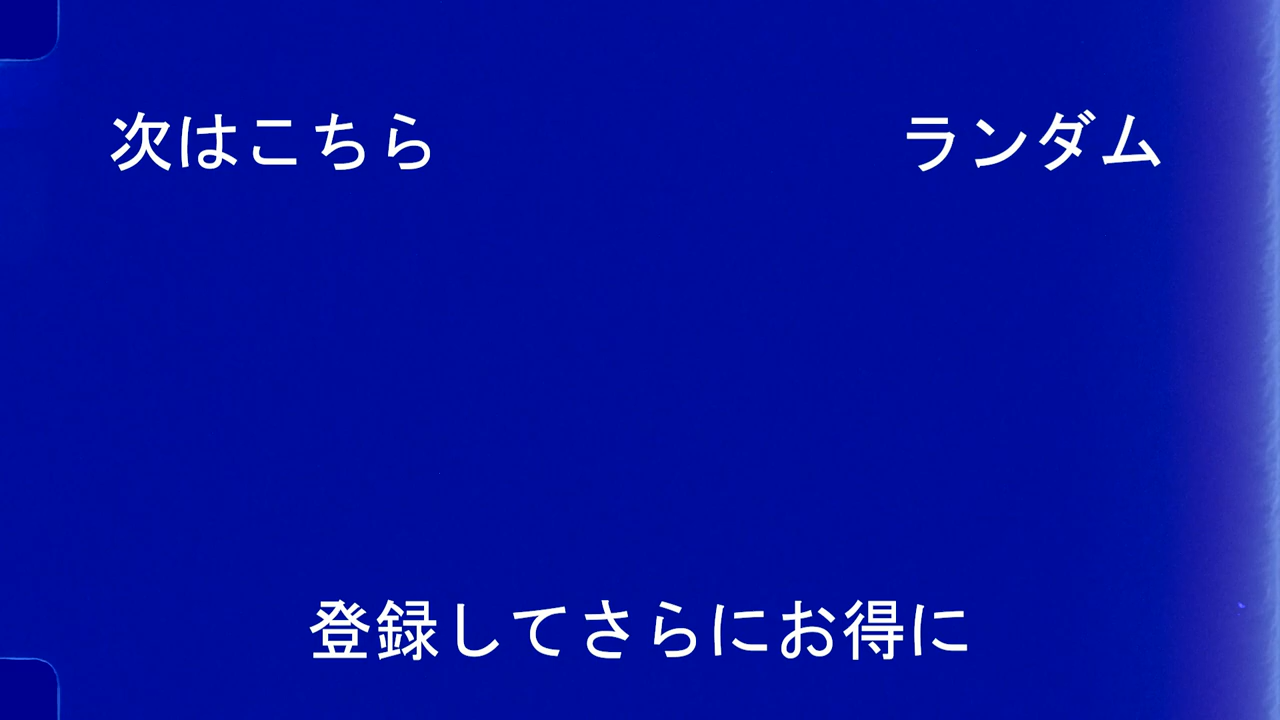 次はこちら
ランダム
登録してさらにお得に